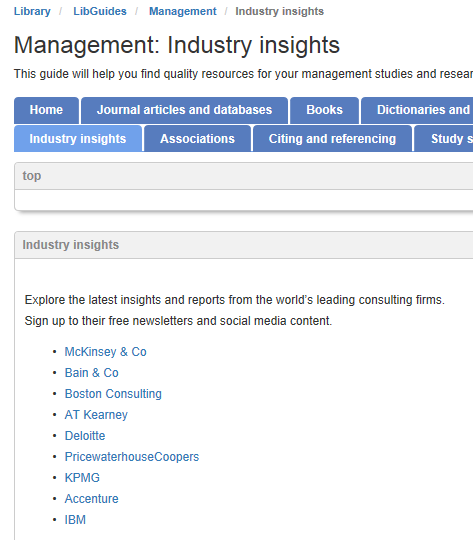 Library / LibGuides / Management / Industry insights
Management: Industry insights
This guide will help you find quality resources for your management studies and resear
Home Journal articles and databases Books Dictionaries and
Industry insights Associations Citing and referencing Study s
top
Industry insights
Explore the latest insights and reports from the world's leading consulting firms.
Sign up to their free newsletters and social media content.
• McKinsey & Co
• Bain & Co
• Boston Consulting
• AT Kearney
• Deloitte
• PricewaterhouseCoopers
• KPMG
• Accenture
• IBM